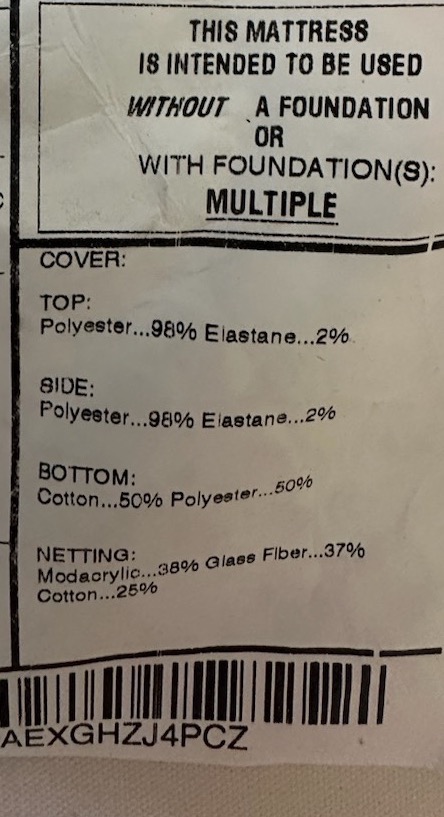 THIS MATTRESS
IS INTENDED TO BE USED
WITHOUT A FOUNDATION
OR
WITH FOUNDATION(S):
MULTIPLE
COVER:
TOP:
Polyester...98% Elastane...2%
SIDE:
Polyester...98% Elastane...2%
BOTTOM:
Cotton...50% Polyester...50%
NETTING:
Modacrylic...38% Glass Fiber...37%
Cotton...25%
AEXGHZJ4PCZ